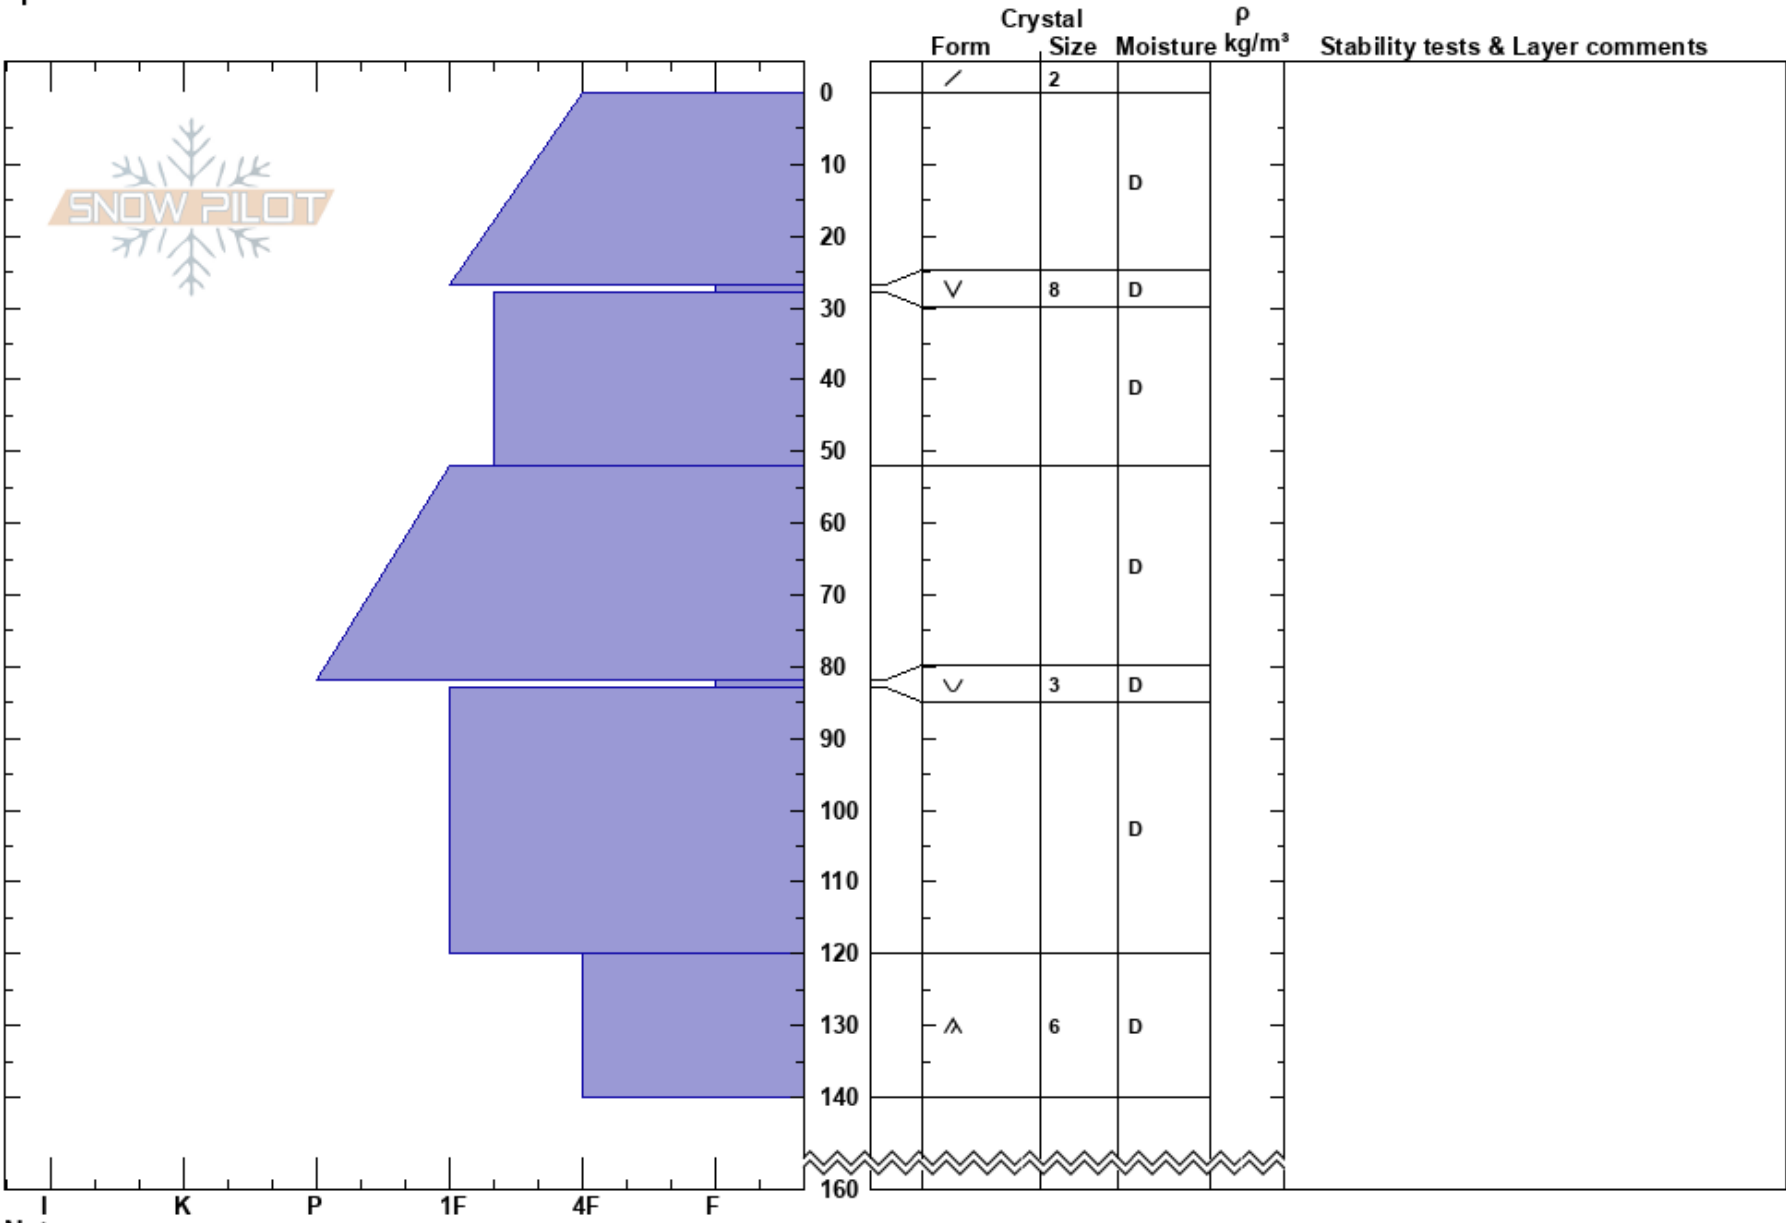 Crystal
ρ
Form Size Moisture kg/m³ Stability tests & Layer comments
2
0
SNOW PILOT
10
D
20
8 D
30
40
D
50
60
D
70
80
3 D
90
100
D
110
120
130
6 D
140
160
I K P 1F 4F F